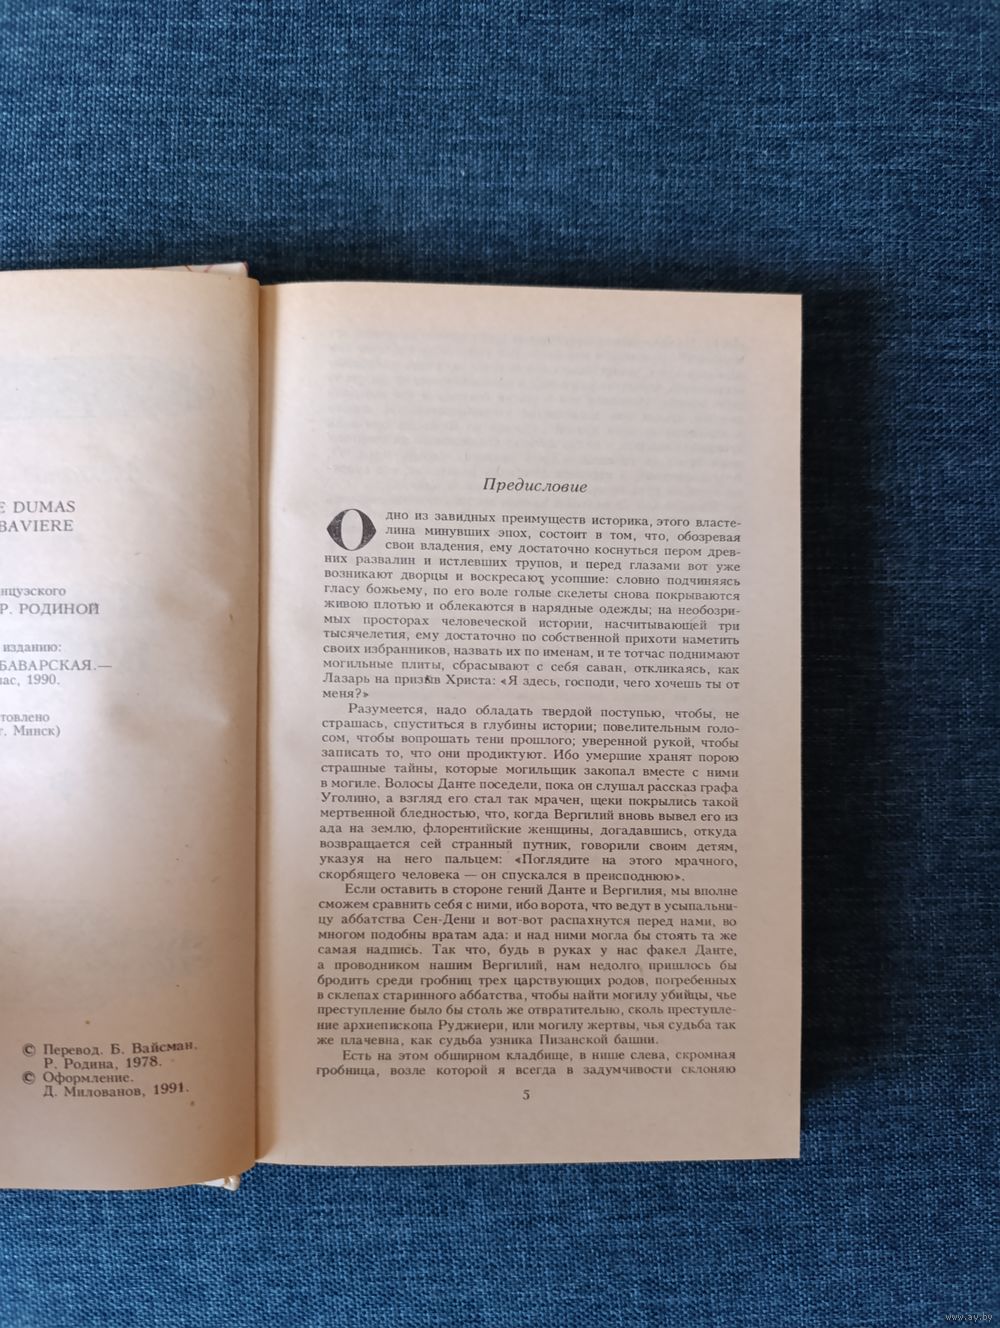 E DUMAS
BAVIERE
нцузского
Р. РОДИНОЙ
изданию:
БАВАРСКАЯ.—
ас, 1990.
товлено
г. Минск)
© Перевод. Б. Вайсман.
Р. Родина, 1978.
© Оформление.
Д. Милованов, 1991.
Предисловие
Одно из завидных преимуществ историка, этого власте-
лина минувших эпох, состоит в том, что, обозревая
свои владения, ему достаточно коснуться пером древ-
них развалин и истлевших трупов, и перед глазами вот уже
возникают дворцы и воскресают усопшие: словно подчиняясь
гласу божьему, по его воле голые скелеты снова покрываются
живою плотью и облекаются в нарядные одежды; на необозри-
мых просторах человеческой истории, насчитывающей три
тысячелетия, ему достаточно по собственной прихоти наметить
своих избранников, назвать их по именам, и те тотчас поднимают
могильные плиты, сбрасывают с себя саван, откликаясь, как
Лазарь на призыв Христа: «Я здесь, господи, чего хочешь ты от
меня?»
Разумеется, надо обладать твердой поступью, чтобы, не
страшась, спуститься в глубины истории; повелительным голо-
сом, чтобы вопрошать тени прошлого; уверенной рукой, чтобы
записать то, что они продиктуют. Ибо умершие хранят порою
страшные тайны, которые могильщик закопал вместе с ними
в могиле. Волосы Данте поседели, пока он слушал рассказ графа
Уголино, а взгляд его стал так мрачен, щеки покрылись такой
мертвенной бледностью, что, когда Вергилий вновь вывел его из
ада на землю, флорентийские женщины, догадавшись, откуда
возвращается сей странный путник, говорили своим детям,
указуя на него пальцем: «Поглядите на этого мрачного,
скорбящего человека — он спускался в преисподнюю».
Если оставить в стороне гений Данте и Вергилия, мы вполне
сможем сравнить себя с ними, ибо ворота, что ведут в усыпальни-
цу аббатства Сен-Дени и вот-вот распахнутся перед нами, во
многом подобны вратам ада: и над ними могла бы стоять та же
самая надпись. Так что, будь в руках у нас факел Данте,
а проводником нашим Вергилий, нам недолго пришлось бы
бродить среди гробниц трех царствующих родов, погребенных
в склепах старинного аббатства, чтобы найти могилу убийцы, чье
преступление было бы столь же отвратительно, сколь преступле-
ние архиепископа Руджиери, или могилу жертвы, чья судьба так
же плачевна, как судьба узника Пизанской башни.
Есть на этом обширном кладбище, в нише слева, скромная
гробница, возле которой я всегда в задумчивости склоняю
5
www.ay.by